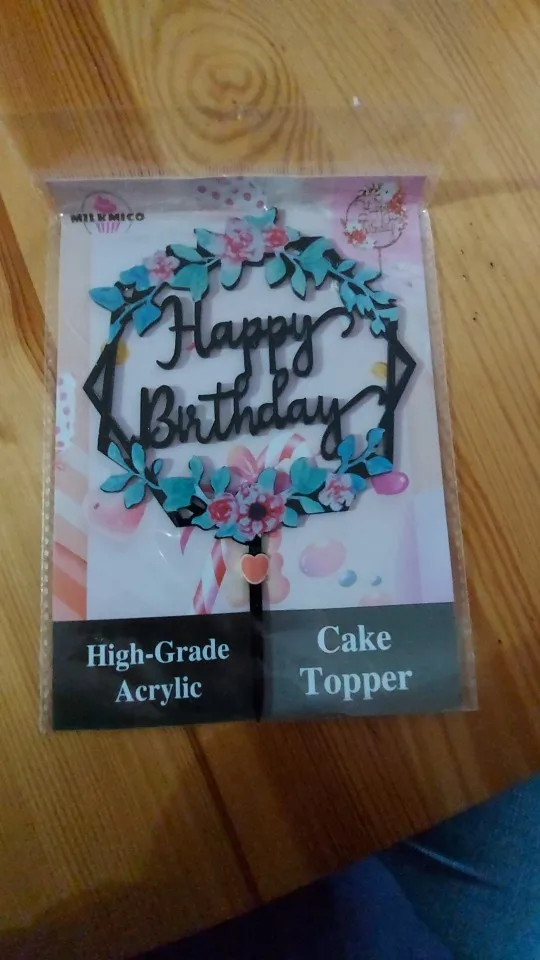 MILKMICO
Happy
Birthday
High-Grade
Acrylic
Cake
Topper